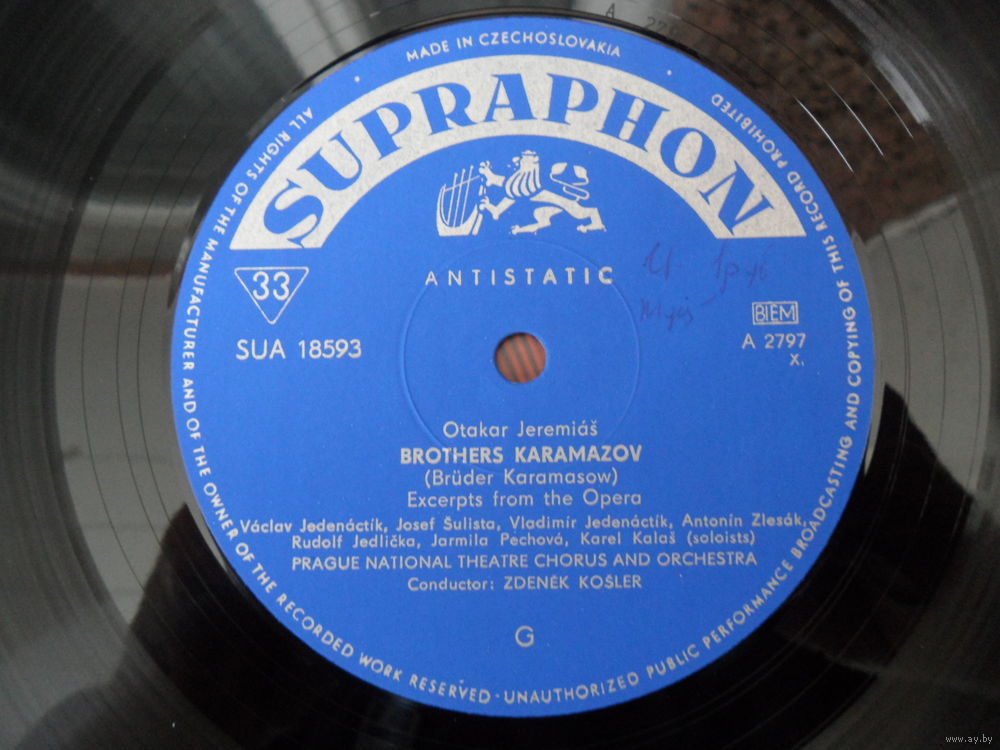 MADE IN CZECHOSLOVAKIA
SUPRAPHON
ANTISTATIC
33
BIEM
SUA 18593
A 2797
X.
Otakar Jeremiáš
BROTHERS KARAMAZOV
(Brüder Karamasow)
Excerpts from the Opera
Václav Jedenáctík, Josef Šulista, Vladimír Jedenáctík, Antonín Zlesák,
Rudolf Jedlička, Jarmila Pechová, Karel Kalaš (soloists)
PRAGUE NATIONAL THEATRE CHORUS AND ORCHESTRA
Conductor: ZDENĚK KOŠLER
G
ALL RIGHTS OF THE MANUFACTURER AND OF THE OWNER OF THE RECORDED WORK RESERVED · UNAUTHORIZED PUBLIC PERFORMANCE BROADCASTING AND COPYING OF THIS RECORD PROHIBITED
www.ay.by